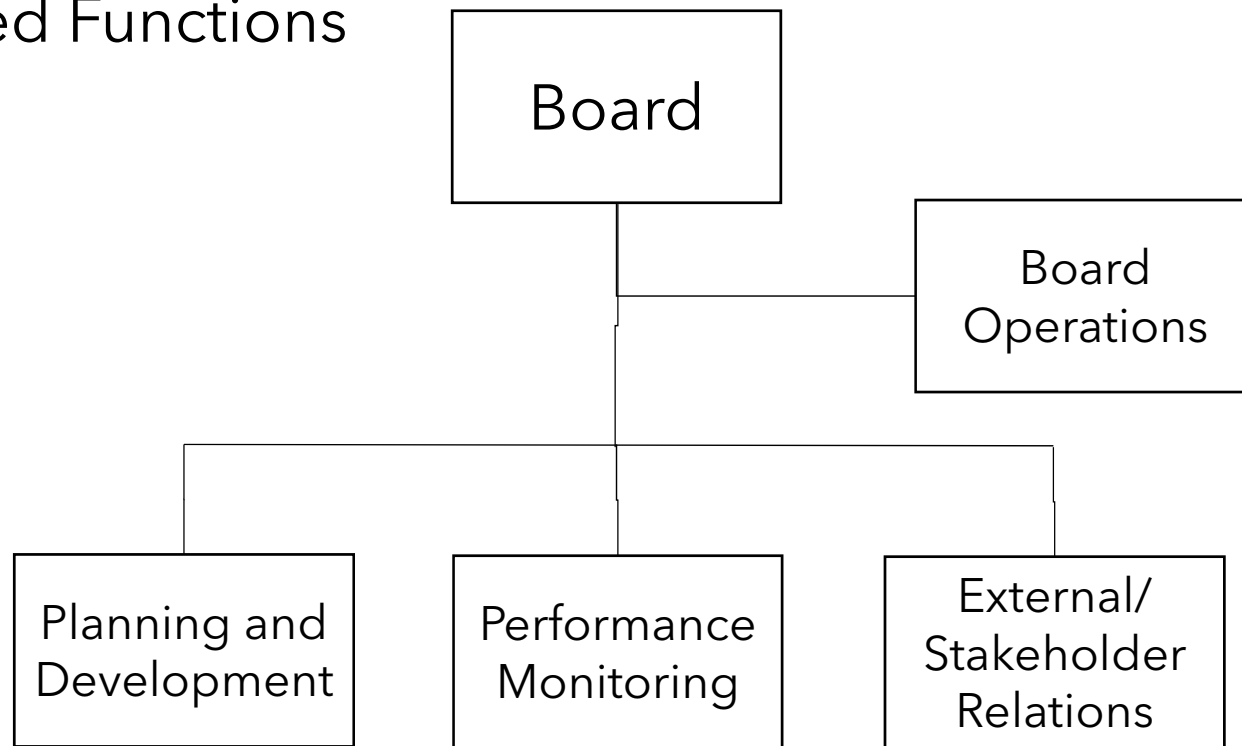 ed Functions
Board
Board
Operations
Planning and
Development
Performance
Monitoring
External/
Stakeholder
Relations